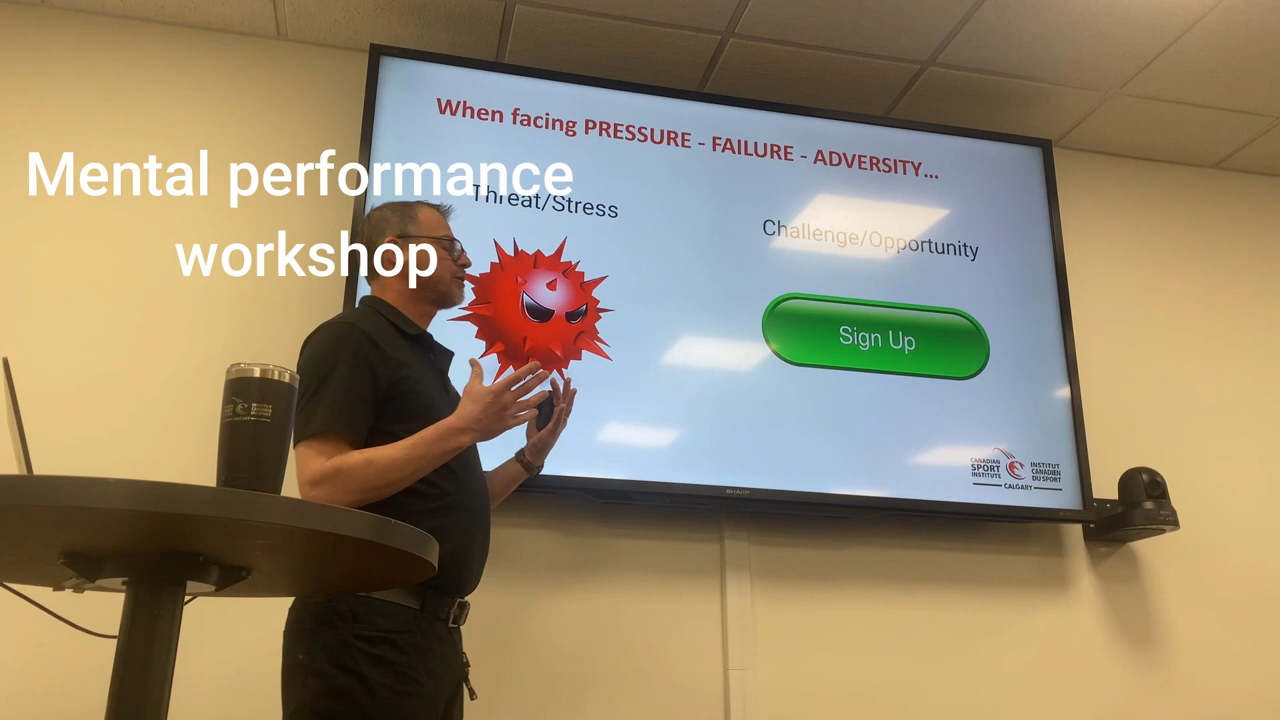 Mental performance
workshop
When facing PRESSURE - FAILURE - ADVERSITY...
Threat/Stress
Challenge/Opportunity
Sign Up
CANADIAN
SPORT
INSTITUTE
INSTITUT
CANADIEN
DU SPORT
CALGARY
SHARP